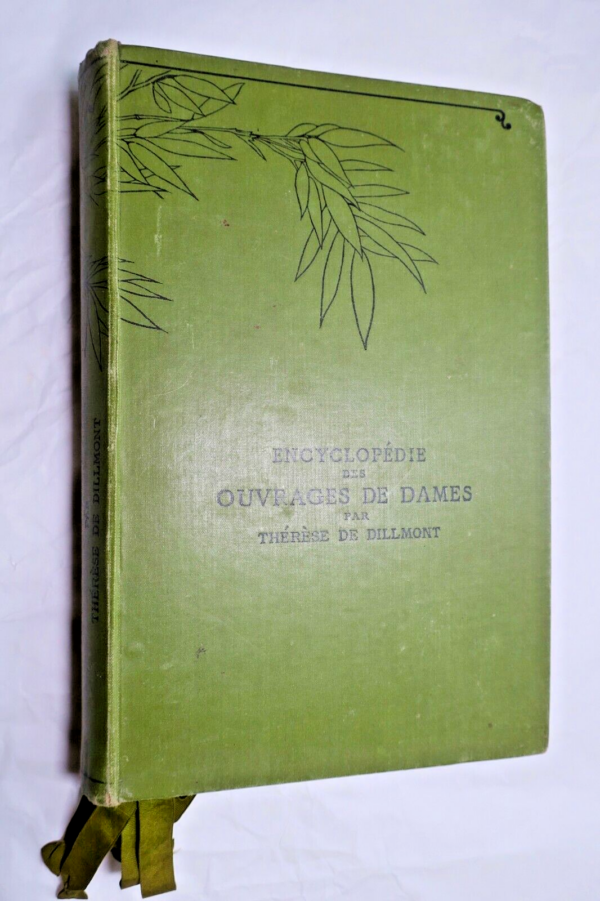 ENCYCLOPÉDIE
DES
OUVRAGES DE DAMES
PAR
THÉRÈSE DE DILLMONT
THÉRÈSE DE DILLMONT